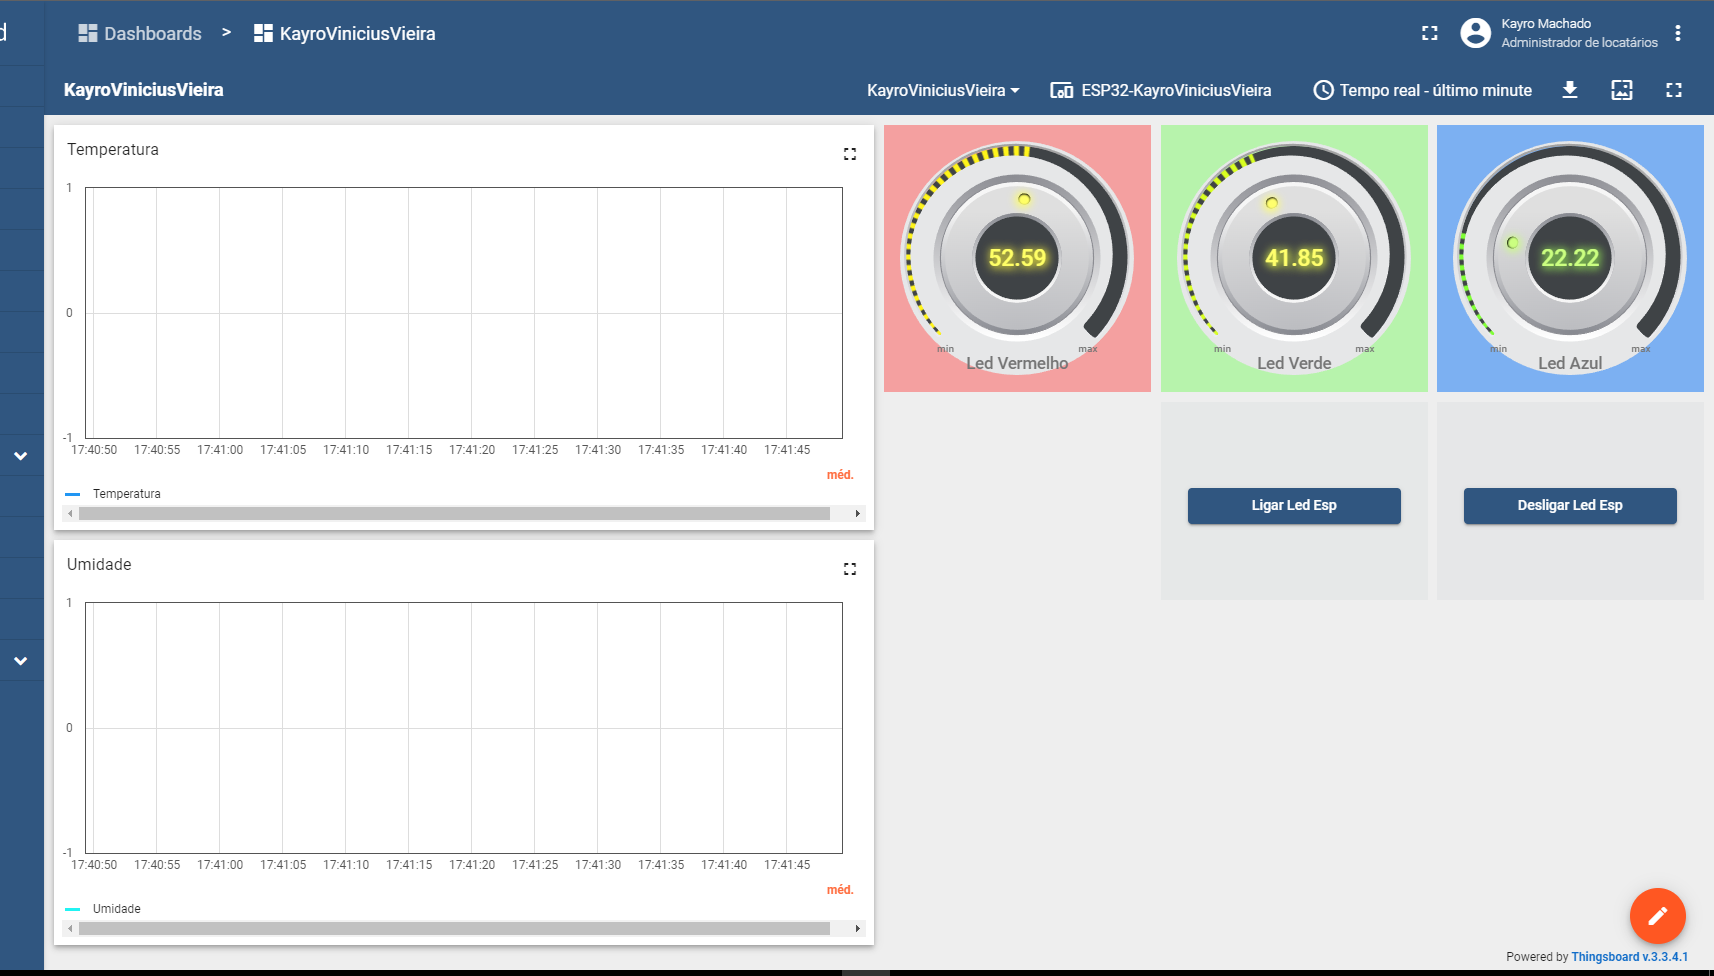 d
Dashboards > KayroViniciusVieira
Kayro Machado
Administrador de locatários
KayroViniciusVieira
KayroViniciusVieira
ESP32-KayroViniciusVieira
Tempo real - último minute
Temperatura
1
0
-1
17:40:50 17:40:55 17:41:00 17:41:05 17:41:10 17:41:15 17:41:20 17:41:25 17:41:30 17:41:35 17:41:40 17:41:45
méd.
Temperatura
Umidade
1
0
-1
17:40:50 17:40:55 17:41:00 17:41:05 17:41:10 17:41:15 17:41:20 17:41:25 17:41:30 17:41:35 17:41:40 17:41:45
méd.
Umidade
52.59
min max
Led Vermelho
41.85
min max
Led Verde
22.22
min max
Led Azul
Ligar Led Esp
Desligar Led Esp
Powered by Thingsboard v.3.3.4.1